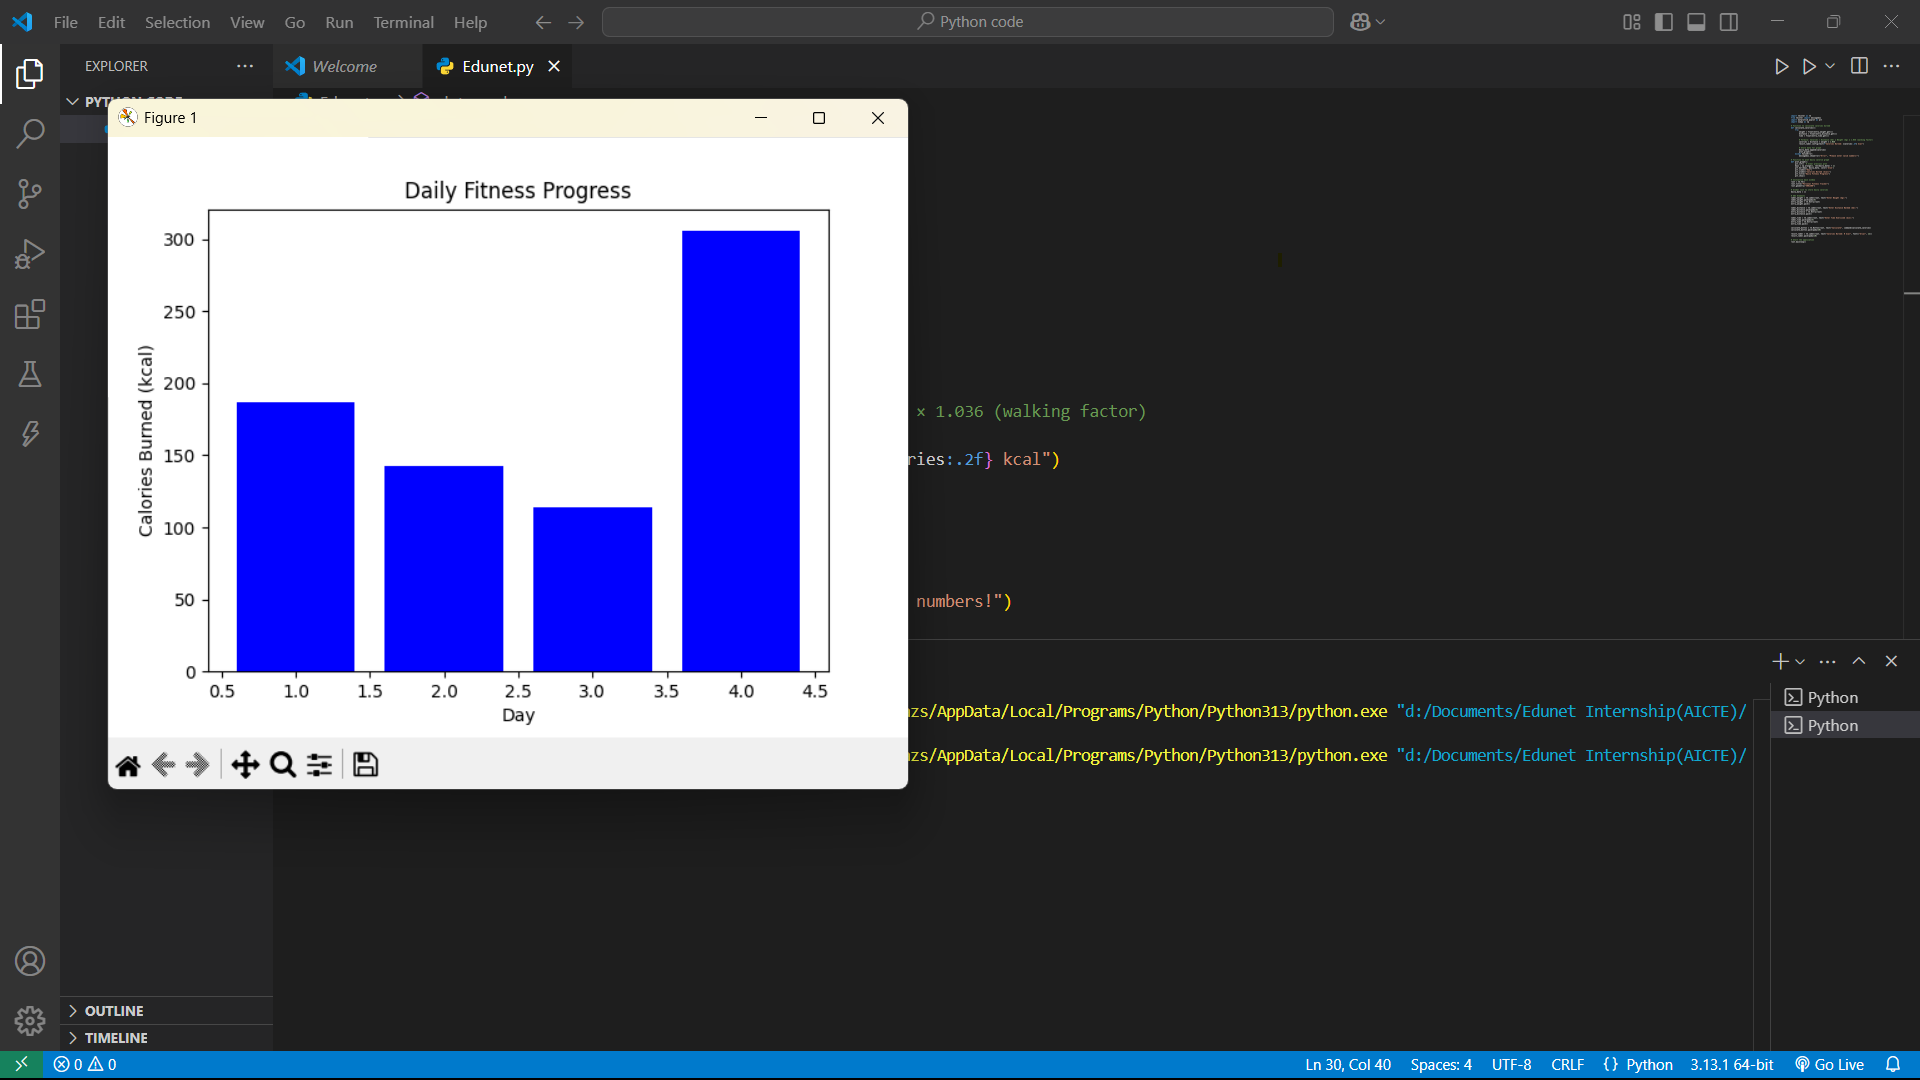 File Edit Selection View Go Run Terminal Help
Python code
EXPLORER
Welcome
Edunet.py
Figure 1
Daily Fitness Progress
300
250
200
150
100
50
0
Calories Burned (kcal)
0.5 1.0 1.5 2.0 2.5 3.0 3.5 4.0 4.5
Day
× 1.036 (walking factor)
ries:.2f} kcal")
numbers!")
zs/AppData/Local/Programs/Python/Python313/python.exe "d:/Documents/Edunet Internship(AICTE)/
zs/AppData/Local/Programs/Python/Python313/python.exe "d:/Documents/Edunet Internship(AICTE)/
Python
Python
OUTLINE
TIMELINE
0 0
Ln 30, Col 40 Spaces: 4 UTF-8 CRLF {} Python 3.13.1 64-bit Go Live